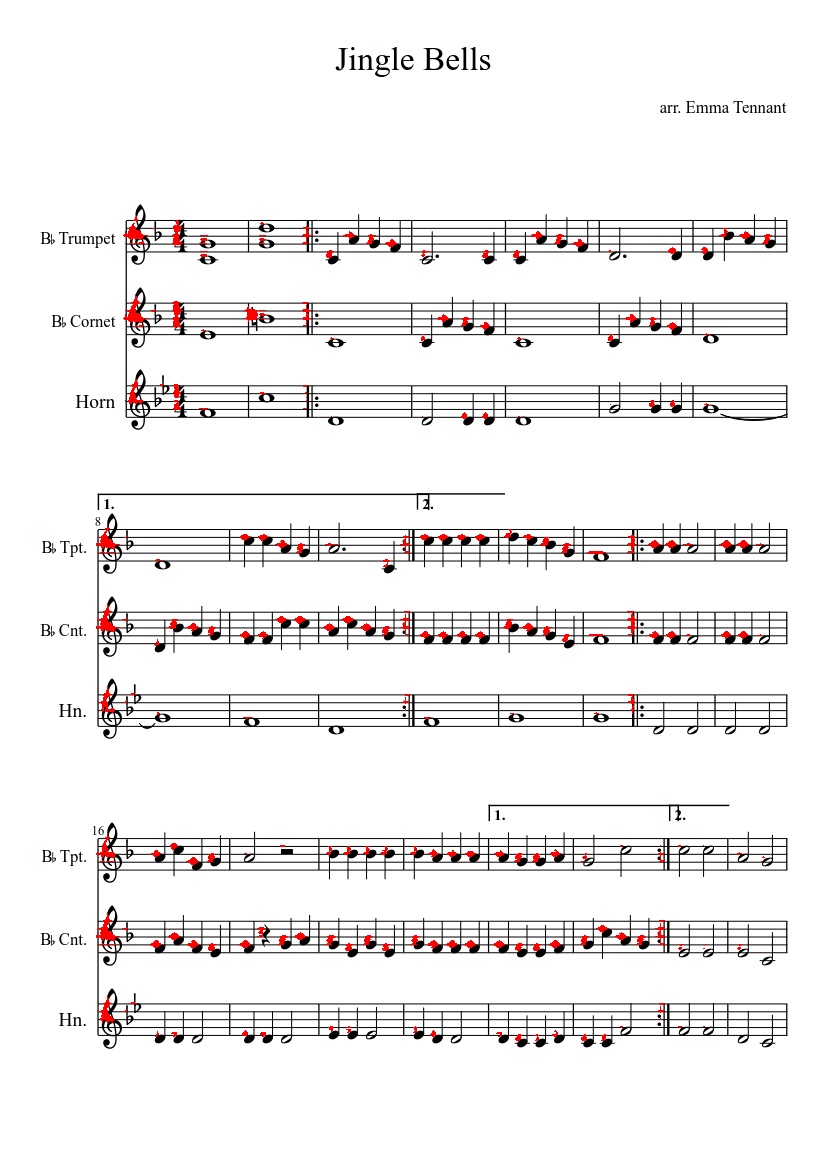 Jingle Bells
arr. Emma Tennant
B♭ Trumpet
B♭ Cornet
Horn
1.
2.
8
B♭ Tpt.
B♭ Cnt.
Hn.
16
1.
2.
B♭ Tpt.
B♭ Cnt.
Hn.